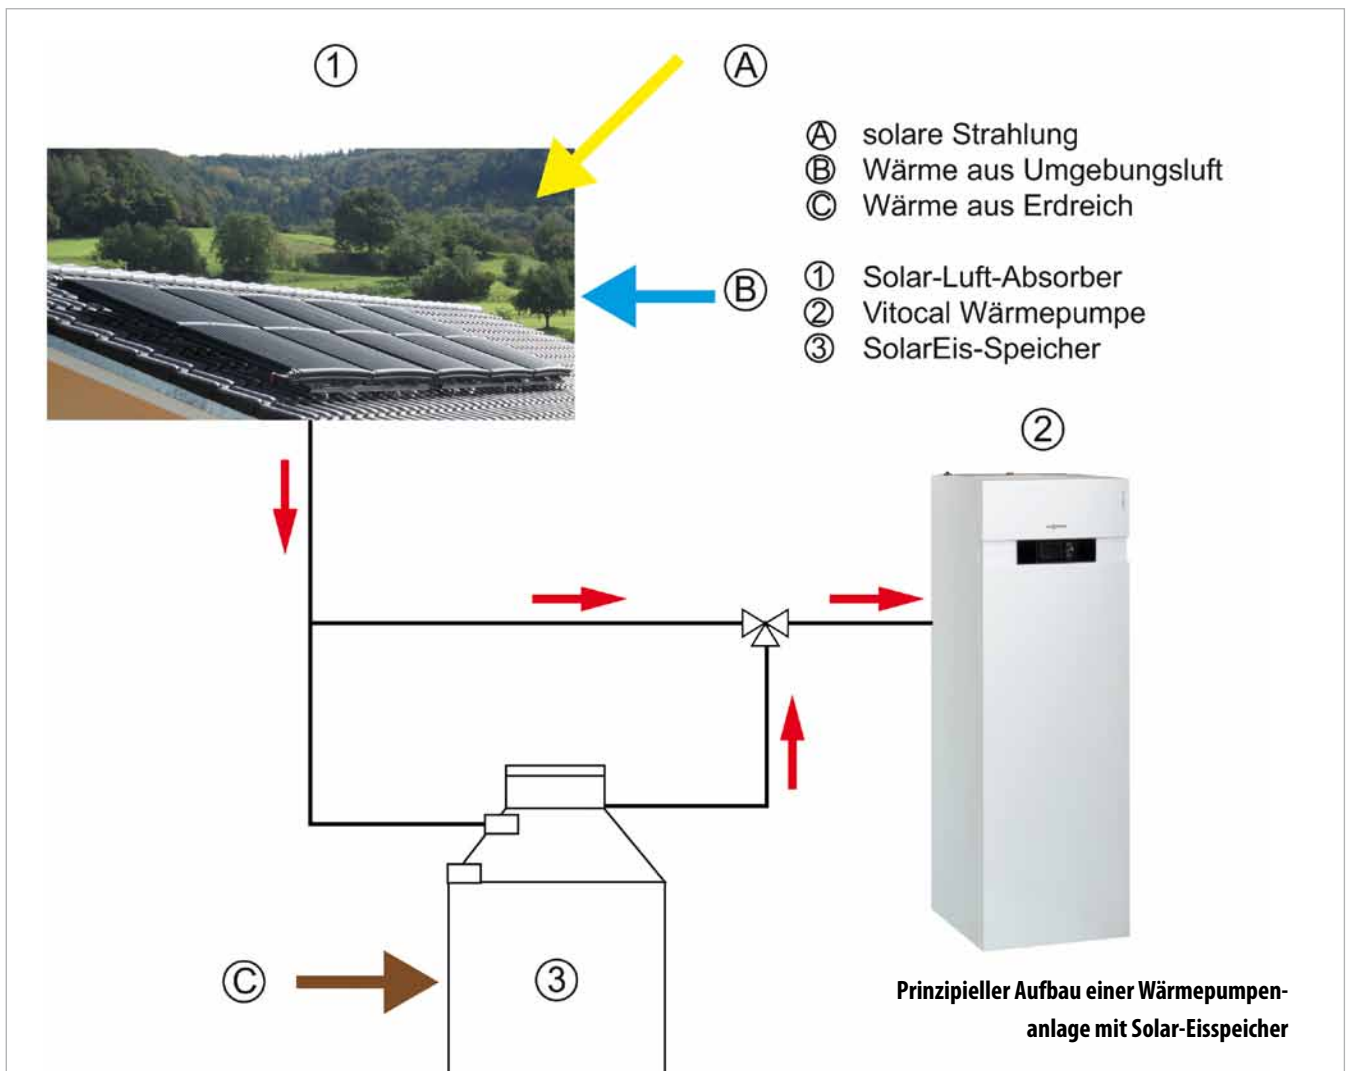 ①
Ⓐ
Ⓐ solare Strahlung
Ⓑ Wärme aus Umgebungsluft
Ⓒ Wärme aus Erdreich
Ⓑ
① Solar-Luft-Absorber
② Vitocal Wärmepumpe
③ SolarEis-Speicher
②
Ⓒ
③
Prinzipieller Aufbau einer Wärmepumpen-
anlage mit Solar-Eisspeicher